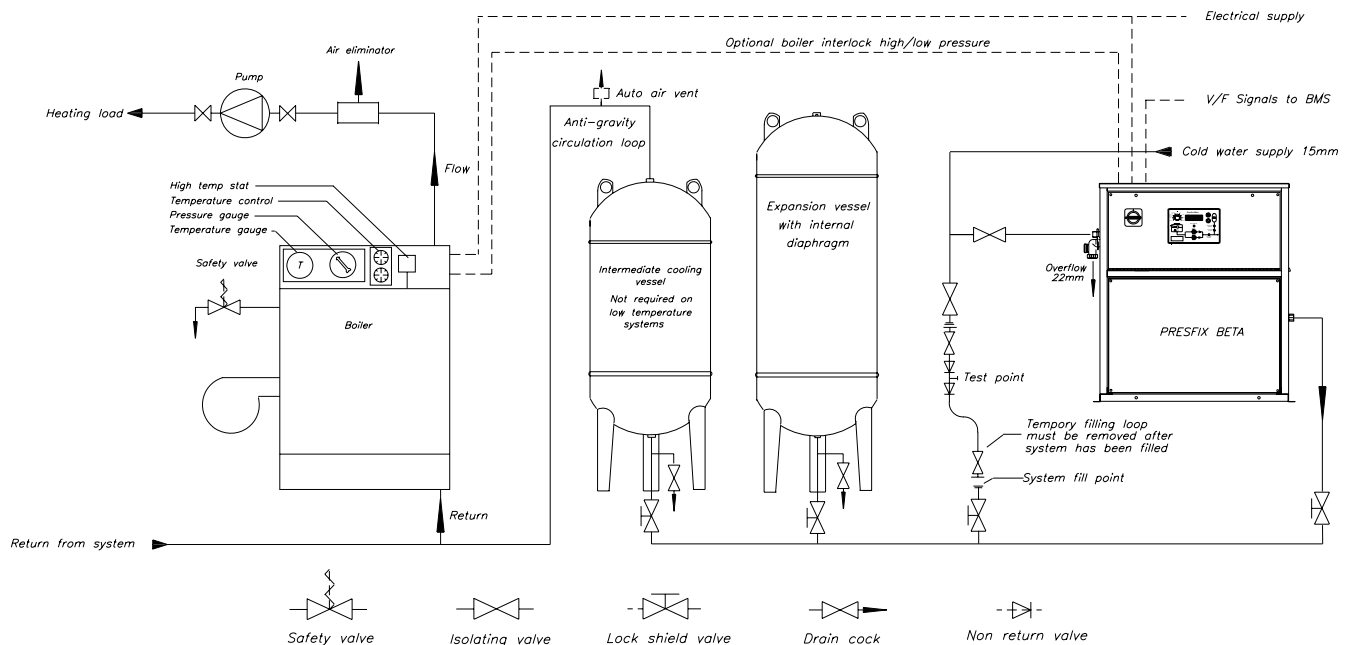 Electrical supply
Optional boiler interlock high/low pressure
Air eliminator
Pump
Heating load
Auto air vent
V/F Signals to BMS
Anti-gravity
circulation loop
Cold water supply 15mm
Flow
High temp stat
Temperature control
Pressure gauge
Temperature gauge
T
Safety valve
Boiler
Intermediate cooling
vessel
Not required on
low temperature
systems
Expansion vessel
with internal
diaphragm
Overflow
22mm
PRESFIX BETA
Test point
Tempory filling loop
must be removed after
system has been filled
System fill point
Return
Return from system
Safety valve
Isolating valve
Lock shield valve
Drain cock
Non return valve